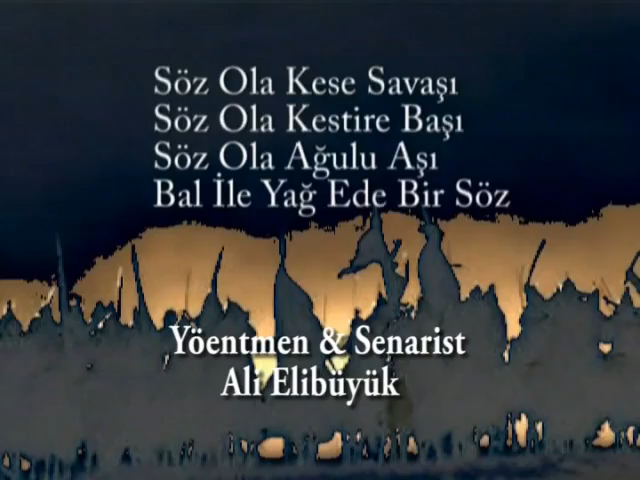 Söz Ola Kese Savaşı
Söz Ola Kestire Başı
Söz Ola Ağulu Aşı
Bal İle Yağ Ede Bir Söz
Yöentmen & Senarist
Ali Elibüyük